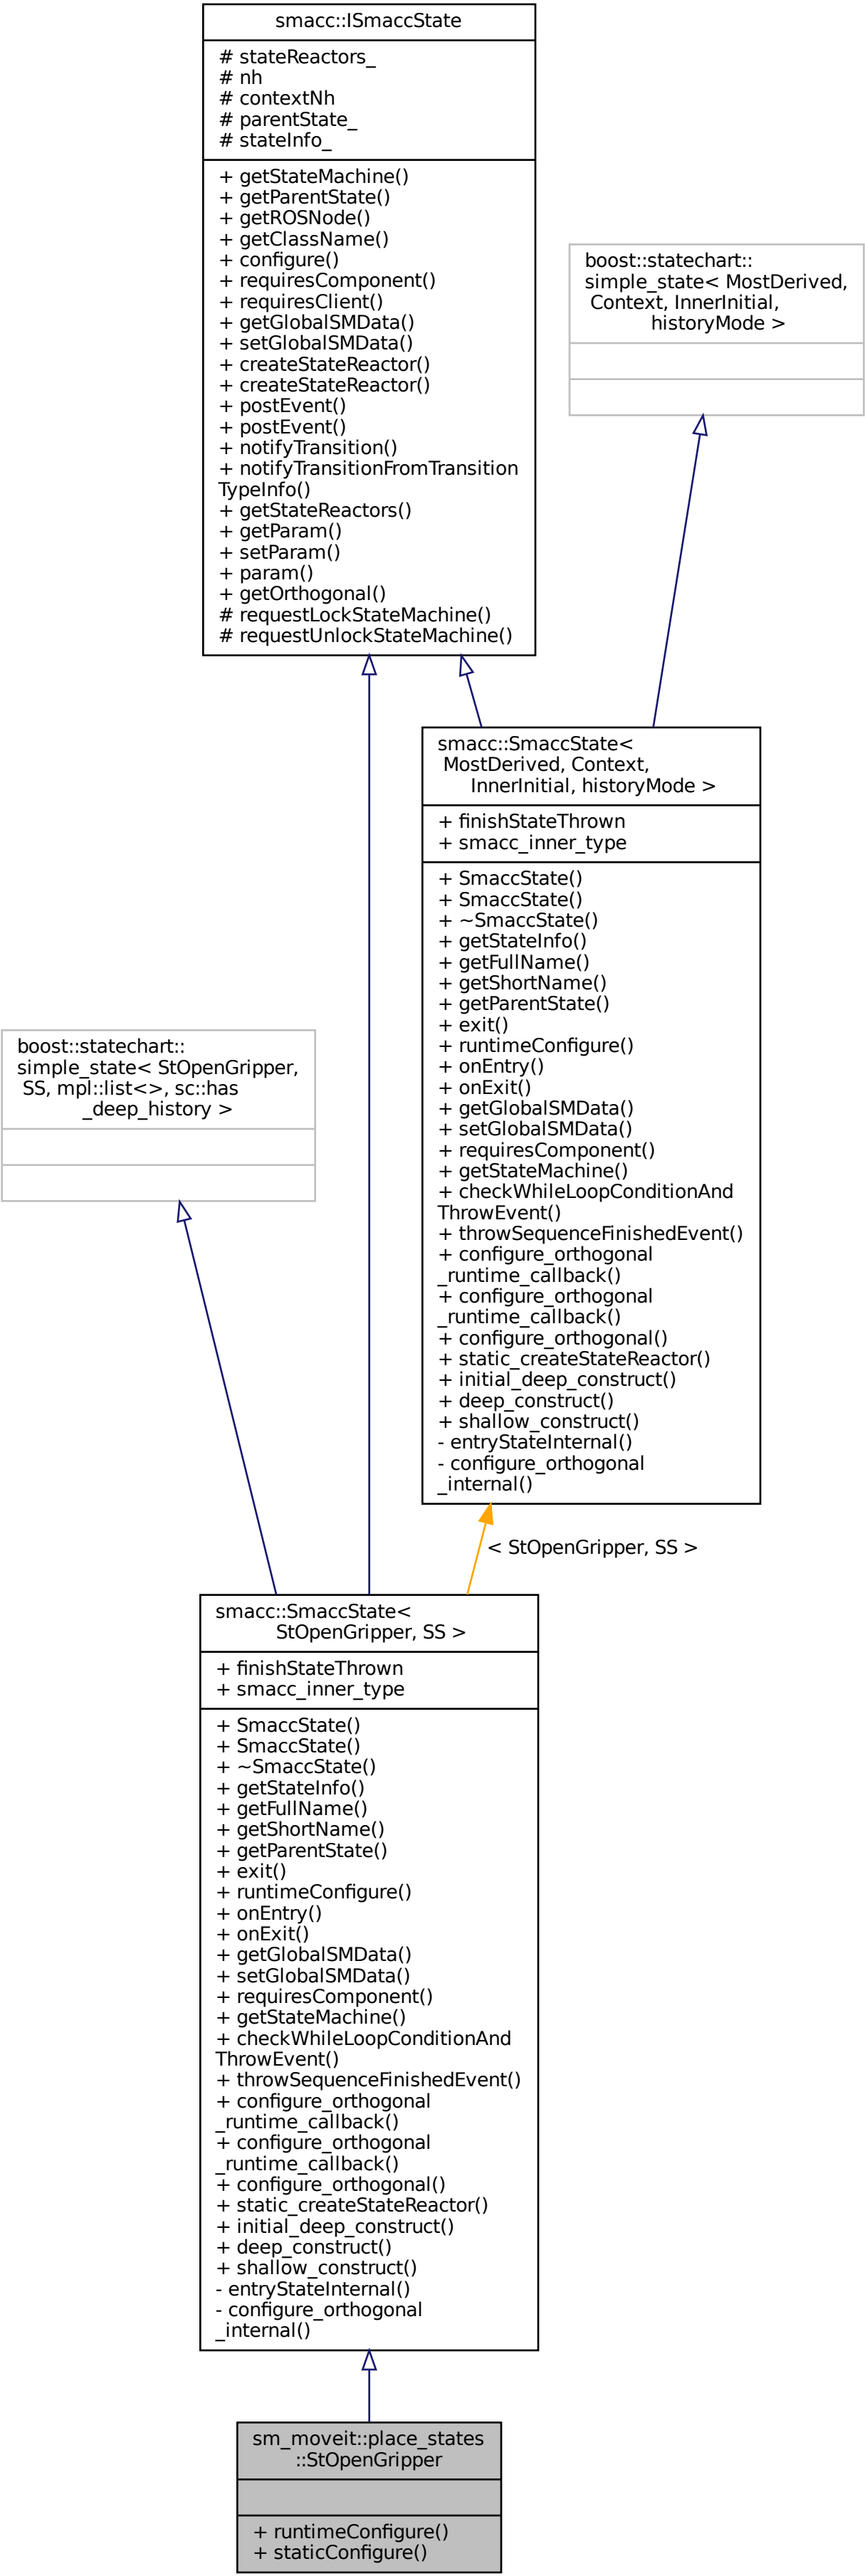 smacc::ISmaccState
# stateReactors_
# nh
# contextNh
# parentState_
# stateInfo_
+ getStateMachine()
+ getParentState()
+ getROSNode()
+ getClassName()
+ configure()
+ requiresComponent()
+ requiresClient()
+ getGlobalSMData()
+ setGlobalSMData()
+ createStateReactor()
+ createStateReactor()
+ postEvent()
+ postEvent()
+ notifyTransition()
+ notifyTransitionFromTransition
TypeInfo()
+ getStateReactors()
+ getParam()
+ setParam()
+ param()
+ getOrthogonal()
# requestLockStateMachine()
# requestUnlockStateMachine()
boost::statechart::
simple_state< MostDerived,
Context, InnerInitial,
historyMode >
smacc::SmaccState<
MostDerived, Context,
InnerInitial, historyMode >
+ finishStateThrown
+ smacc_inner_type
+ SmaccState()
+ SmaccState()
+ ~SmaccState()
+ getStateInfo()
+ getFullName()
+ getShortName()
+ getParentState()
+ exit()
+ runtimeConfigure()
+ onEntry()
+ onExit()
+ getGlobalSMData()
+ setGlobalSMData()
+ requiresComponent()
+ getStateMachine()
+ checkWhileLoopConditionAnd
ThrowEvent()
+ throwSequenceFinishedEvent()
+ configure_orthogonal
_runtime_callback()
+ configure_orthogonal
_runtime_callback()
+ configure_orthogonal()
+ static_createStateReactor()
+ initial_deep_construct()
+ deep_construct()
+ shallow_construct()
- entryStateInternal()
- configure_orthogonal
_internal()
boost::statechart::
simple_state< StOpenGripper,
SS, mpl::list<>, sc::has
_deep_history >
< StOpenGripper, SS >
smacc::SmaccState<
StOpenGripper, SS >
+ finishStateThrown
+ smacc_inner_type
+ SmaccState()
+ SmaccState()
+ ~SmaccState()
+ getStateInfo()
+ getFullName()
+ getShortName()
+ getParentState()
+ exit()
+ runtimeConfigure()
+ onEntry()
+ onExit()
+ getGlobalSMData()
+ setGlobalSMData()
+ requiresComponent()
+ getStateMachine()
+ checkWhileLoopConditionAnd
ThrowEvent()
+ throwSequenceFinishedEvent()
+ configure_orthogonal
_runtime_callback()
+ configure_orthogonal
_runtime_callback()
+ configure_orthogonal()
+ static_createStateReactor()
+ initial_deep_construct()
+ deep_construct()
+ shallow_construct()
- entryStateInternal()
- configure_orthogonal
_internal()
sm_moveit::place_states
::StOpenGripper
+ runtimeConfigure()
+ staticConfigure()